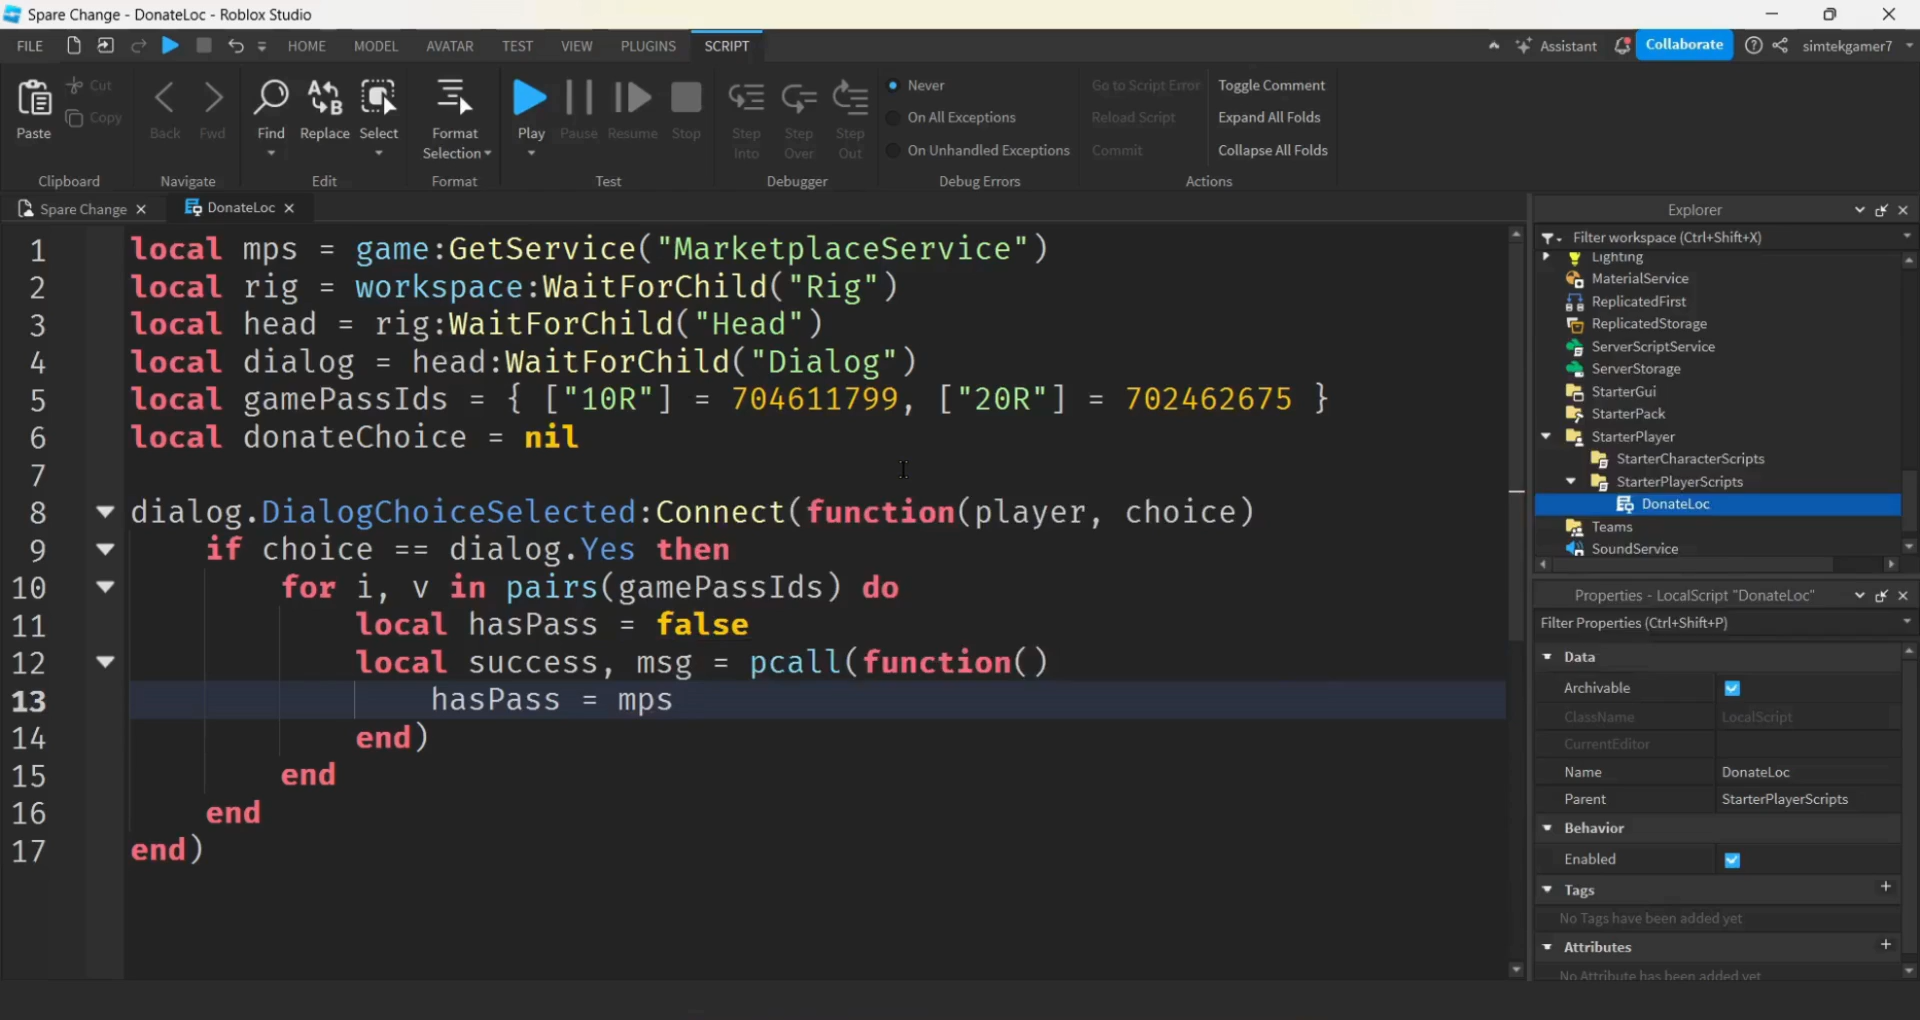 Spare Change - DonateLoc - Roblox Studio
FILE HOME MODEL AVATAR TEST VIEW PLUGINS SCRIPT Assistant Collaborate simtekgamer7
Paste
Cut
Copy
Clipboard
Back
Fwd
Navigate
Find
Replace
Select
Edit
Format
Selection
Format
Play
Pause
Resume
Stop
Test
Step
Into
Step
Over
Step
Out
Debugger
Never
On All Exceptions
On Unhandled Exceptions
Debug Errors
Go to Script Error
Reload Script
Commit
Toggle Comment
Expand All Folds
Collapse All Folds
Actions
Spare Change
DonateLoc
1 local mps = game:GetService("MarketplaceService")
2 local rig = workspace:WaitForChild("Rig")
3 local head = rig:WaitForChild("Head")
4 local dialog = head:WaitForChild("Dialog")
5 local gamePassIds = { ["10R"] = 704611799, ["20R"] = 702462675 }
6 local donateChoice = nil
7
8 dialog.DialogChoiceSelected:Connect(function(player, choice)
9 if choice == dialog.Yes then
10 for i, v in pairs(gamePassIds) do
11 local hasPass = false
12 local success, msg = pcall(function()
13 hasPass = mps
14 end)
15 end
16 end
17 end)
Explorer
Filter workspace (Ctrl+Shift+X)
Lighting
MaterialService
ReplicatedFirst
ReplicatedStorage
ServerScriptService
ServerStorage
StarterGui
StarterPack
StarterPlayer
StarterCharacterScripts
StarterPlayerScripts
DonateLoc
Teams
SoundService
Properties - LocalScript "DonateLoc"
Filter Properties (Ctrl+Shift+P)
Data
Archivable
ClassName LocalScript
CurrentEditor
Name DonateLoc
Parent StarterPlayerScripts
Behavior
Enabled
Tags +
No Tags have been added yet
Attributes +
No Attribute has been added yet